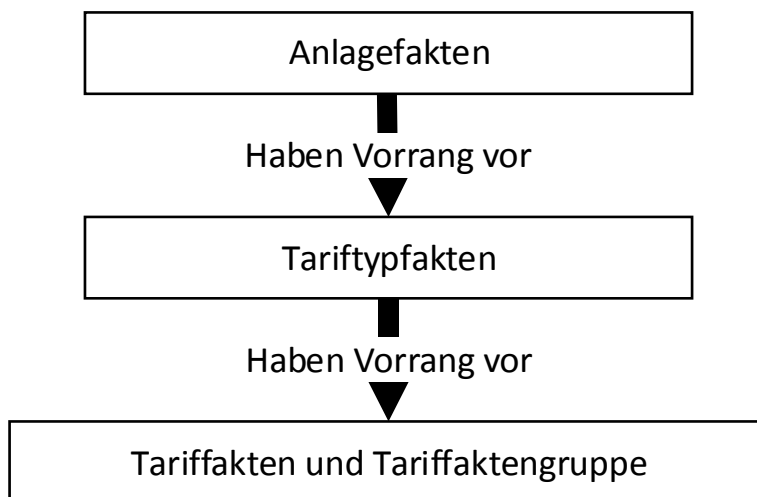 Anlagefakten
Haben Vorrang vor
Tariftypfakten
Haben Vorrang vor
Tariffakten und Tariffaktengruppe